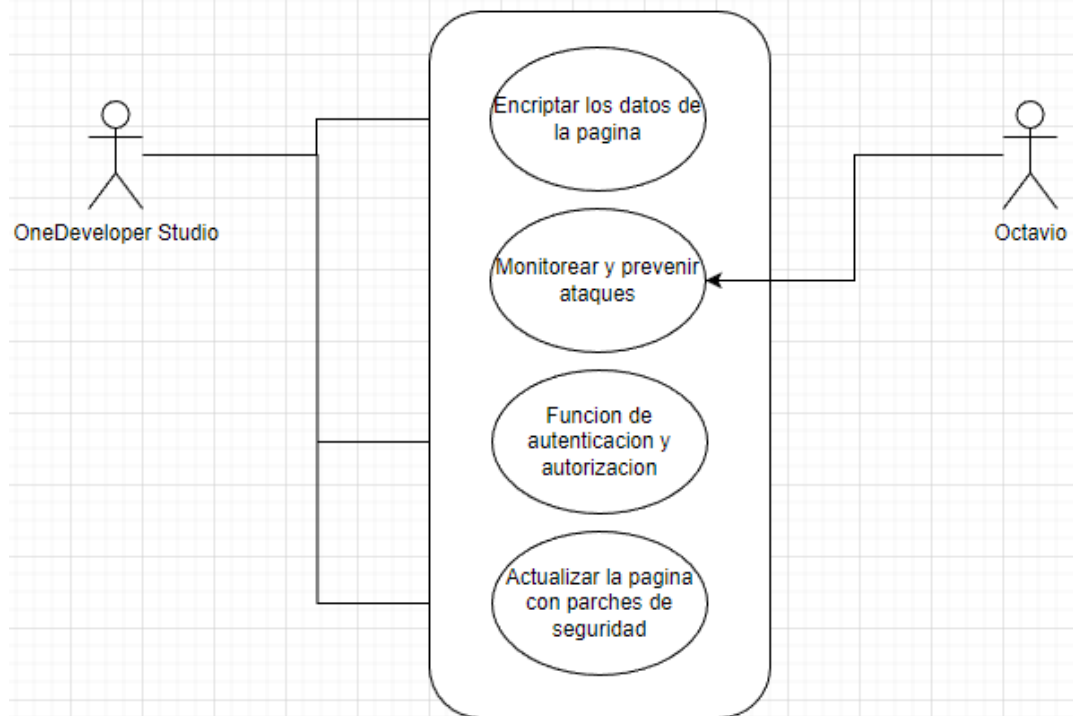 Encriptar los datos de
la pagina
OneDeveloper Studio
Octavio
Monitorear y prevenir
ataques
Funcion de
autenticacion y
autorizacion
Actualizar la pagina
con parches de
seguridad